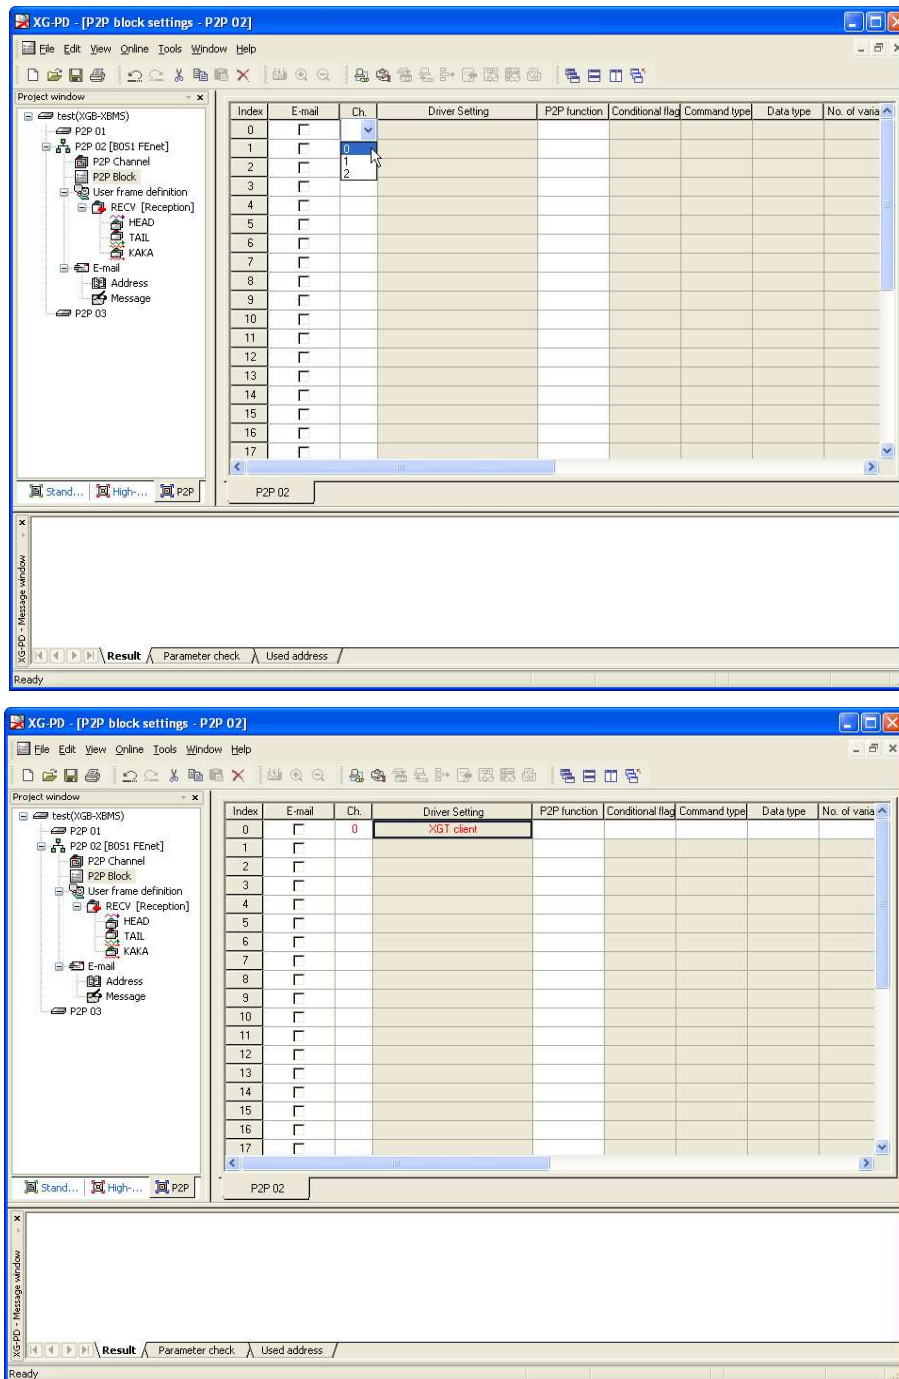 XG-PD - [P2P block settings - P2P 02]
File Edit View Online Tools Window Help
Project window
test(XGB-XBMS)
P2P 01
P2P 02 [B0S1 FEnet]
P2P Channel
P2P Block
User frame definition
RECV [Reception]
HEAD
TAIL
KAKA
E-mail
Address
Message
P2P 03
Stand... High-... P2P
Index E-mail Ch. Driver Setting P2P function Conditional flag Command type Data type No. of varia
0
1 0
2 1
2
3
4
5
6
7
8
9
10
11
12
13
14
15
16
17
P2P 02
XG-PD - Message window
Result Parameter check Used address
Ready
XG-PD - [P2P block settings - P2P 02]
File Edit View Online Tools Window Help
Project window
test(XGB-XBMS)
P2P 01
P2P 02 [B0S1 FEnet]
P2P Channel
P2P Block
User frame definition
RECV [Reception]
HEAD
TAIL
KAKA
E-mail
Address
Message
P2P 03
Stand... High-... P2P
Index E-mail Ch. Driver Setting P2P function Conditional flag Command type Data type No. of varia
0 0 XGT client
1
2
3
4
5
6
7
8
9
10
11
12
13
14
15
16
17
P2P 02
XG-PD - Message window
Result Parameter check Used address
Ready